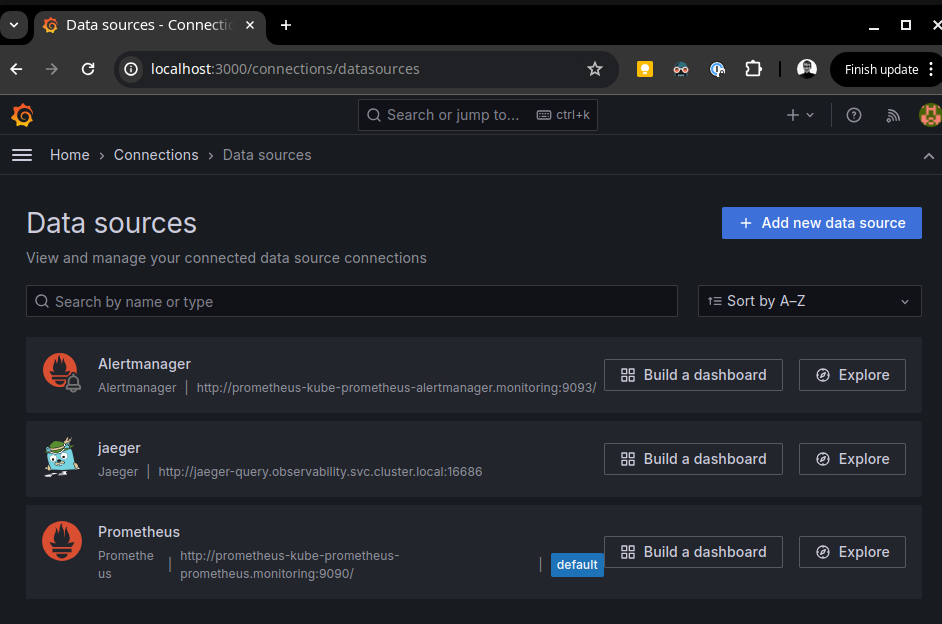 Data sources - Connecti
localhost:3000/connections/datasources
Finish update
Search or jump to... ctrl+k
Home › Connections › Data sources
Data sources
+ Add new data source
View and manage your connected data source connections
Search by name or type
Sort by A–Z
Alertmanager
Alertmanager | http://prometheus-kube-prometheus-alertmanager.monitoring:9093/
Build a dashboard
Explore
jaeger
Jaeger | http://jaeger-query.observability.svc.cluster.local:16686
Build a dashboard
Explore
Prometheus
Promethe
us
| http://prometheus-kube-prometheus-
prometheus.monitoring:9090/
| default
Build a dashboard
Explore